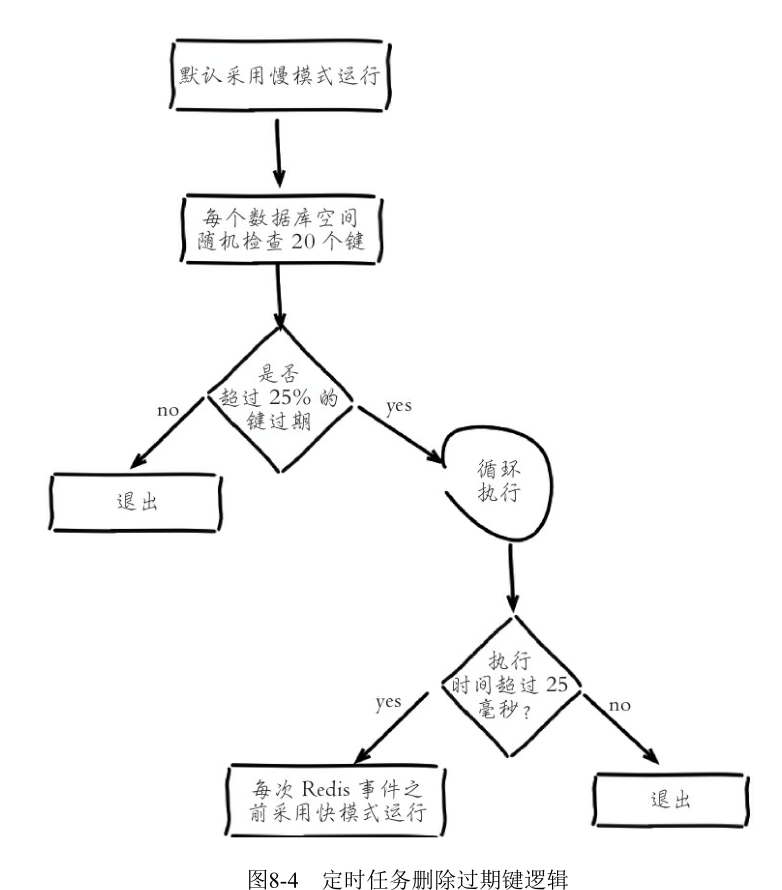 默认采用慢模式运行
每个数据库空间
随机检查 20 个键
是否
超过 25% 的
键过期
no
yes
退出
循环
执行
执行
时间超过 25
毫秒?
yes
no
每次 Redis 事件之
前采用快模式运行
退出
图8-4 定时任务删除过期键逻辑